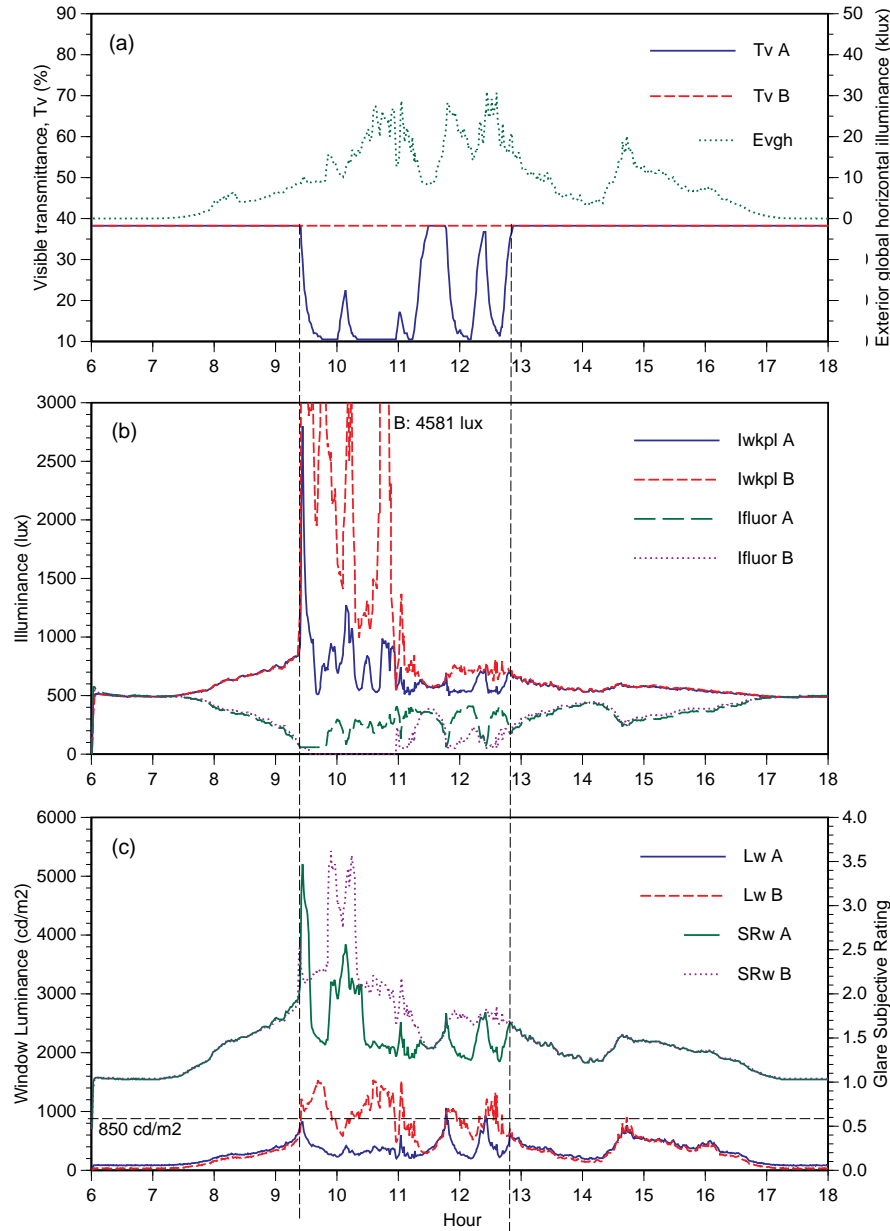 (a)
Visible transmittance, Tv (%)
90
80
70
60
50
40
30
20
10
Tv A
Tv B
Evgh
50
40
30
20
10
0
0
0
0
Exterior global horizontal illuminance (klux)
6 7 8 9 10 11 12 13 14 15 16 17 18
(b)
B: 4581 lux
Illuminance (lux)
3000
2500
2000
1500
1000
500
0
Iwkpl A
Iwkpl B
Ifluor A
Ifluor B
6 7 8 9 10 11 12 13 14 15 16 17 18
(c)
Window Luminance (cd/m2)
6000
5000
4000
3000
2000
1000
0
Lw A
Lw B
SRw A
SRw B
850 cd/m2
4.0
3.5
3.0
2.5
2.0
1.5
1.0
0.5
0.0
Glare Subjective Rating
6 7 8 9 10 11 12 13 14 15 16 17 18
Hour